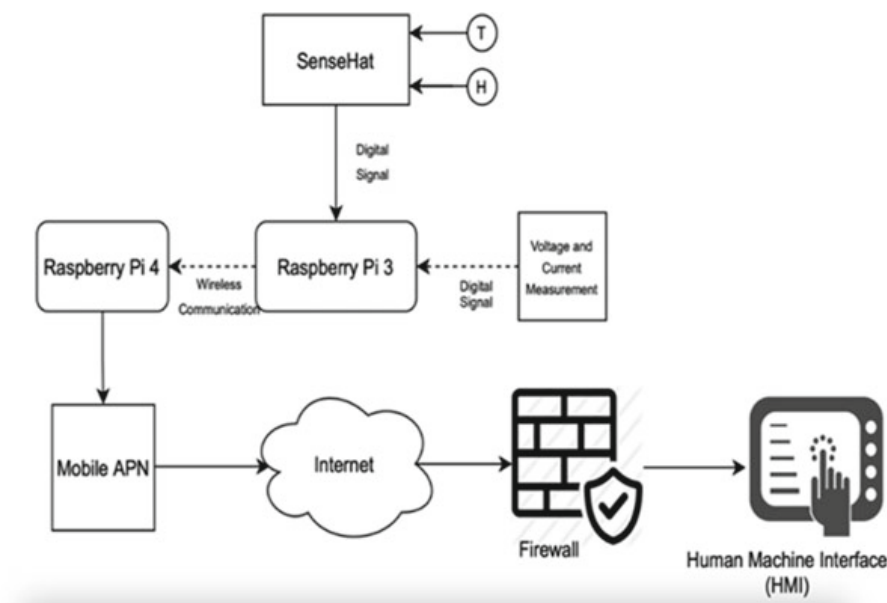 SenseHat
T
H
Digital
Signal
Raspberry Pi 4
Wireless
Communication
Raspberry Pi 3
Digital
Signal
Voltage and
Current
Measurement
Mobile APN
Internet
Firewall
Human Machine Interface
(HMI)